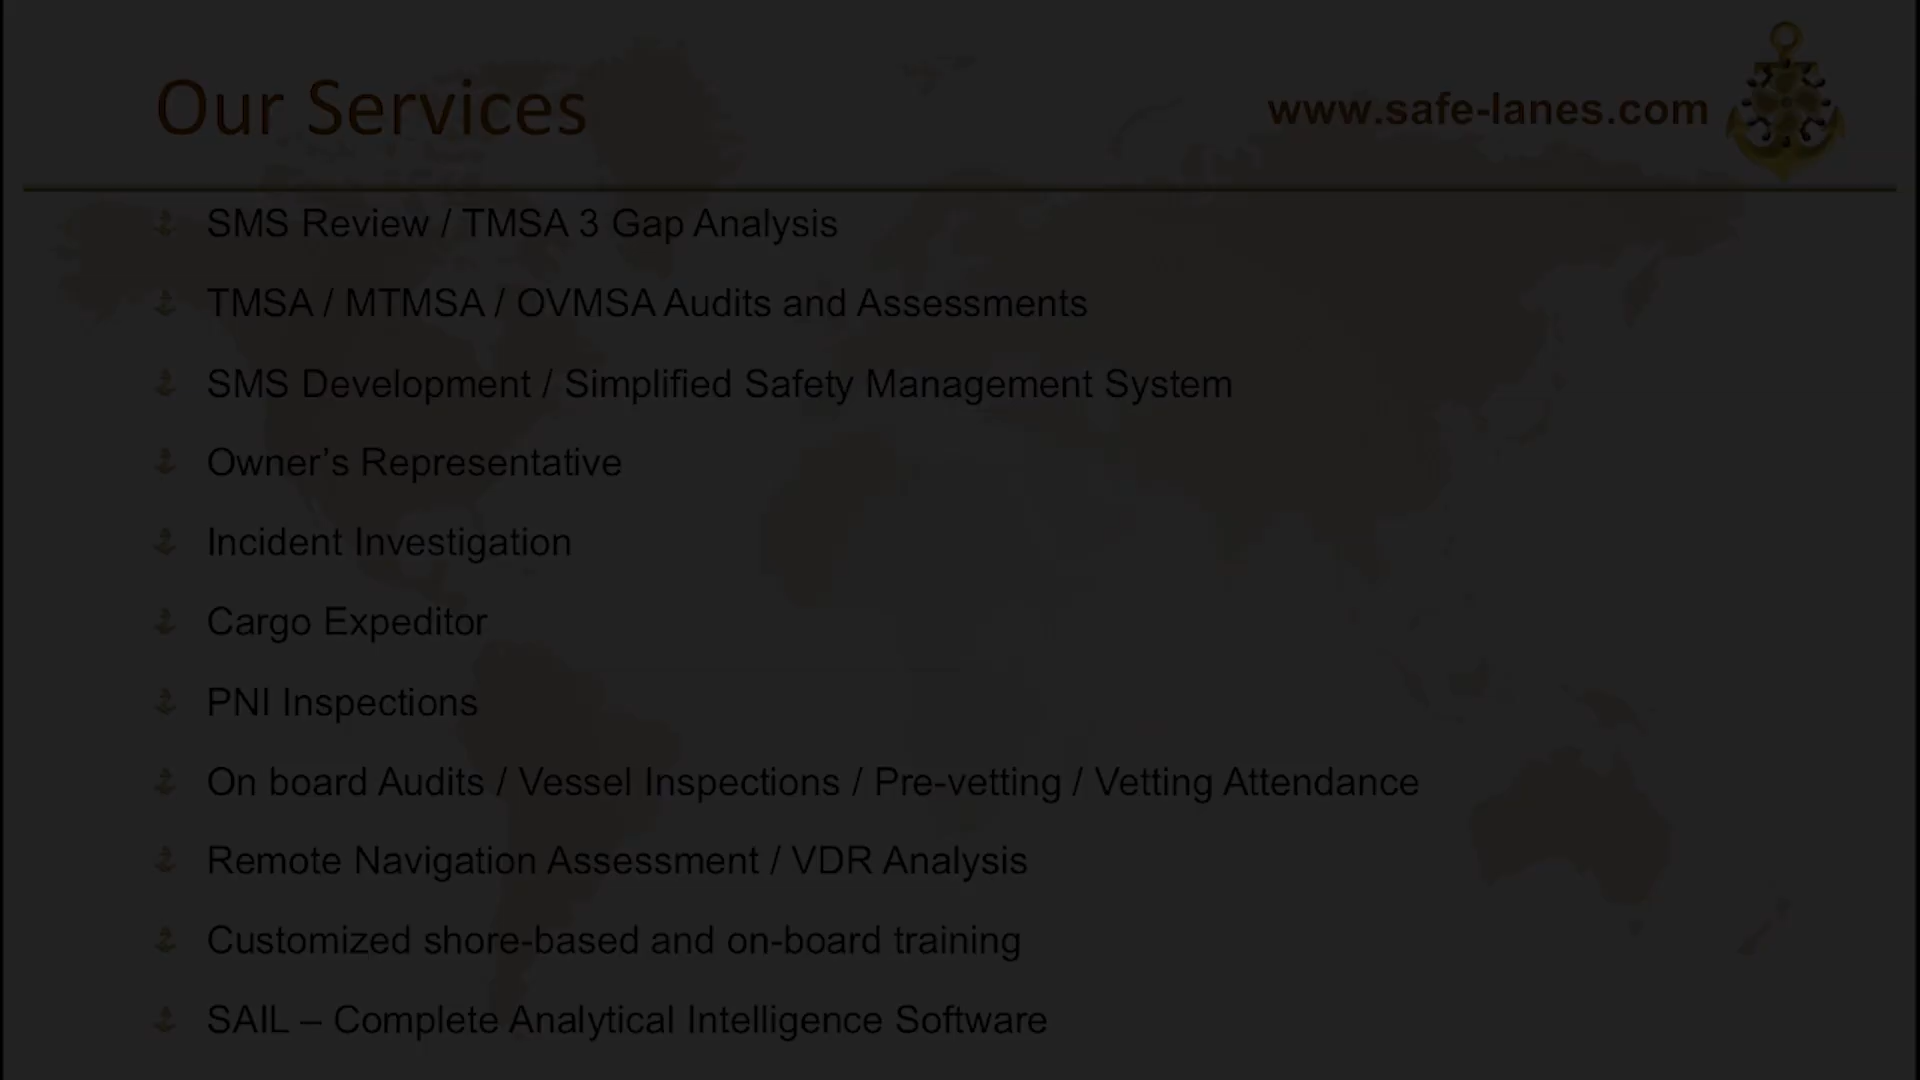 Our Services
www.safe-lanes.com
SMS Review / TMSA 3 Gap Analysis
TMSA / MTMSA / OVMSA Audits and Assessments
SMS Development / Simplified Safety Management System
Owner’s Representative
Incident Investigation
Cargo Expeditor
PNI Inspections
On board Audits / Vessel Inspections / Pre-vetting / Vetting Attendance
Remote Navigation Assessment / VDR Analysis
Customized shore-based and on-board training
SAIL – Complete Analytical Intelligence Software